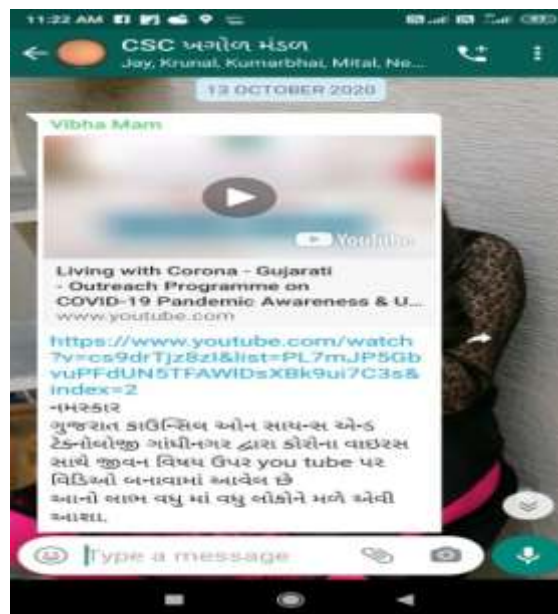 11:22 AM
CSC ખગોળ મંડળ
Jay, Krunal, Kumarbhai, Mital, Ne...
13 OCTOBER 2020
Vibha Mam
YouTube
Living with Corona - Gujarati
- Outreach Programme on
COVID-19 Pandemic Awareness & U...
www.youtube.com
https://www.youtube.com/watch
?v=cs9drTjz8zI&list=PL7mJP5Gb
vuPFdUN5TFAWIDsXBk9ui7C3s&
index=2
નમસ્કાર
ગુજરાત કાઉન્સિલ ઓન સાયન્સ એન્ડ
ટેક્નોલોજી ગાંધીનગર દ્વારા કોરોના વાઇરસ
સાથે જીવન વિષય ઉપર you tube પર
વિડિઓ બનાવામાં આવેલ છે
આનો લાભ વધુ માં વધુ લોકોને મળે એવી
આશા.
Type a message